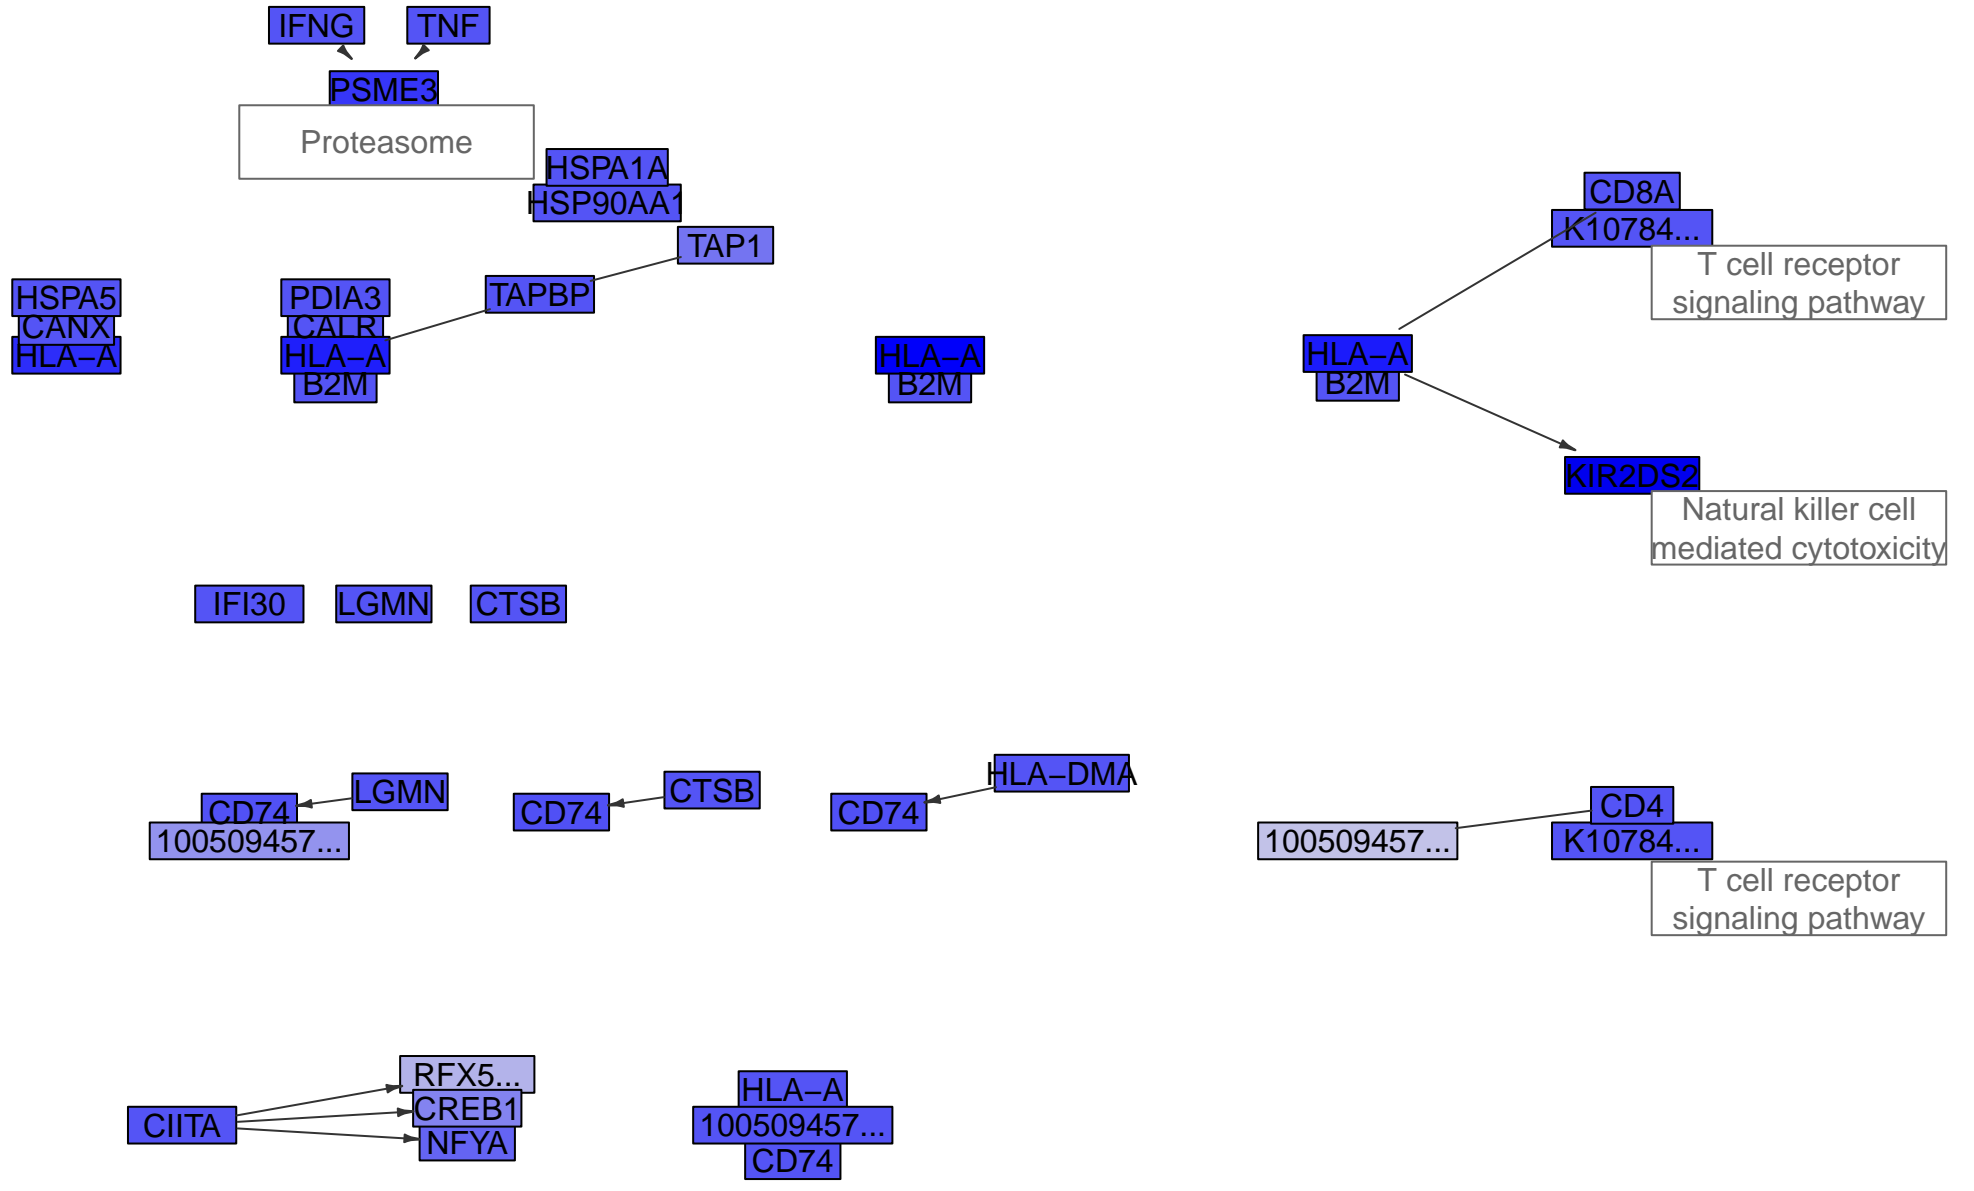 IFNG
TNF
PSME3
Proteasome
HSPA1A
HSP90AA1
TAP1
TAPBP
CD8A
K10784...
T cell receptor
signaling pathway
HSPA5
CANX
HLA−A
PDIA3
CALR
HLA−A
B2M
HLA−A
B2M
HLA−A
B2M
KIR2DS2
Natural killer cell
mediated cytotoxicity
IFI30
LGMN
CTSB
CD74
LGMN
100509457...
CD74
CTSB
CD74
HLA−DMA
100509457...
CD4
K10784...
T cell receptor
signaling pathway
CIITA
RFX5...
CREB1
NFYA
HLA−A
100509457...
CD74